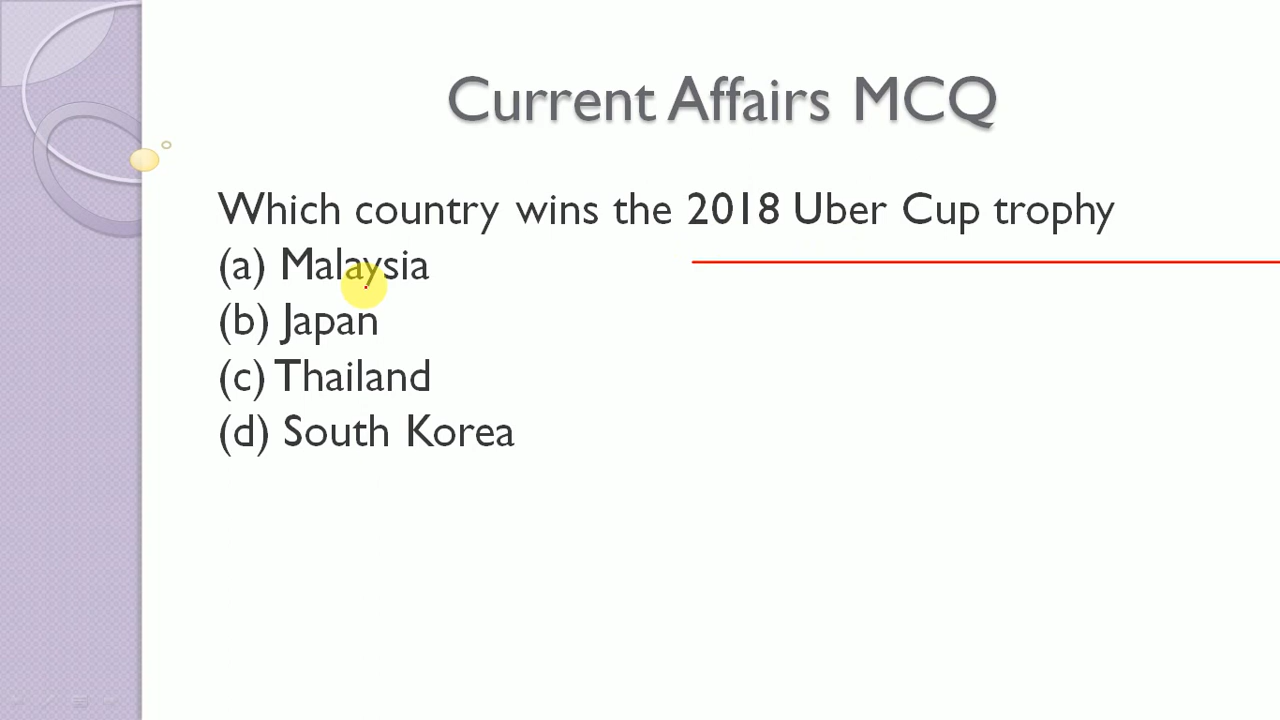 Current Affairs MCQ
Which country wins the 2018 Uber Cup trophy
(a) Malaysia
(b) Japan
(c) Thailand
(d) South Korea